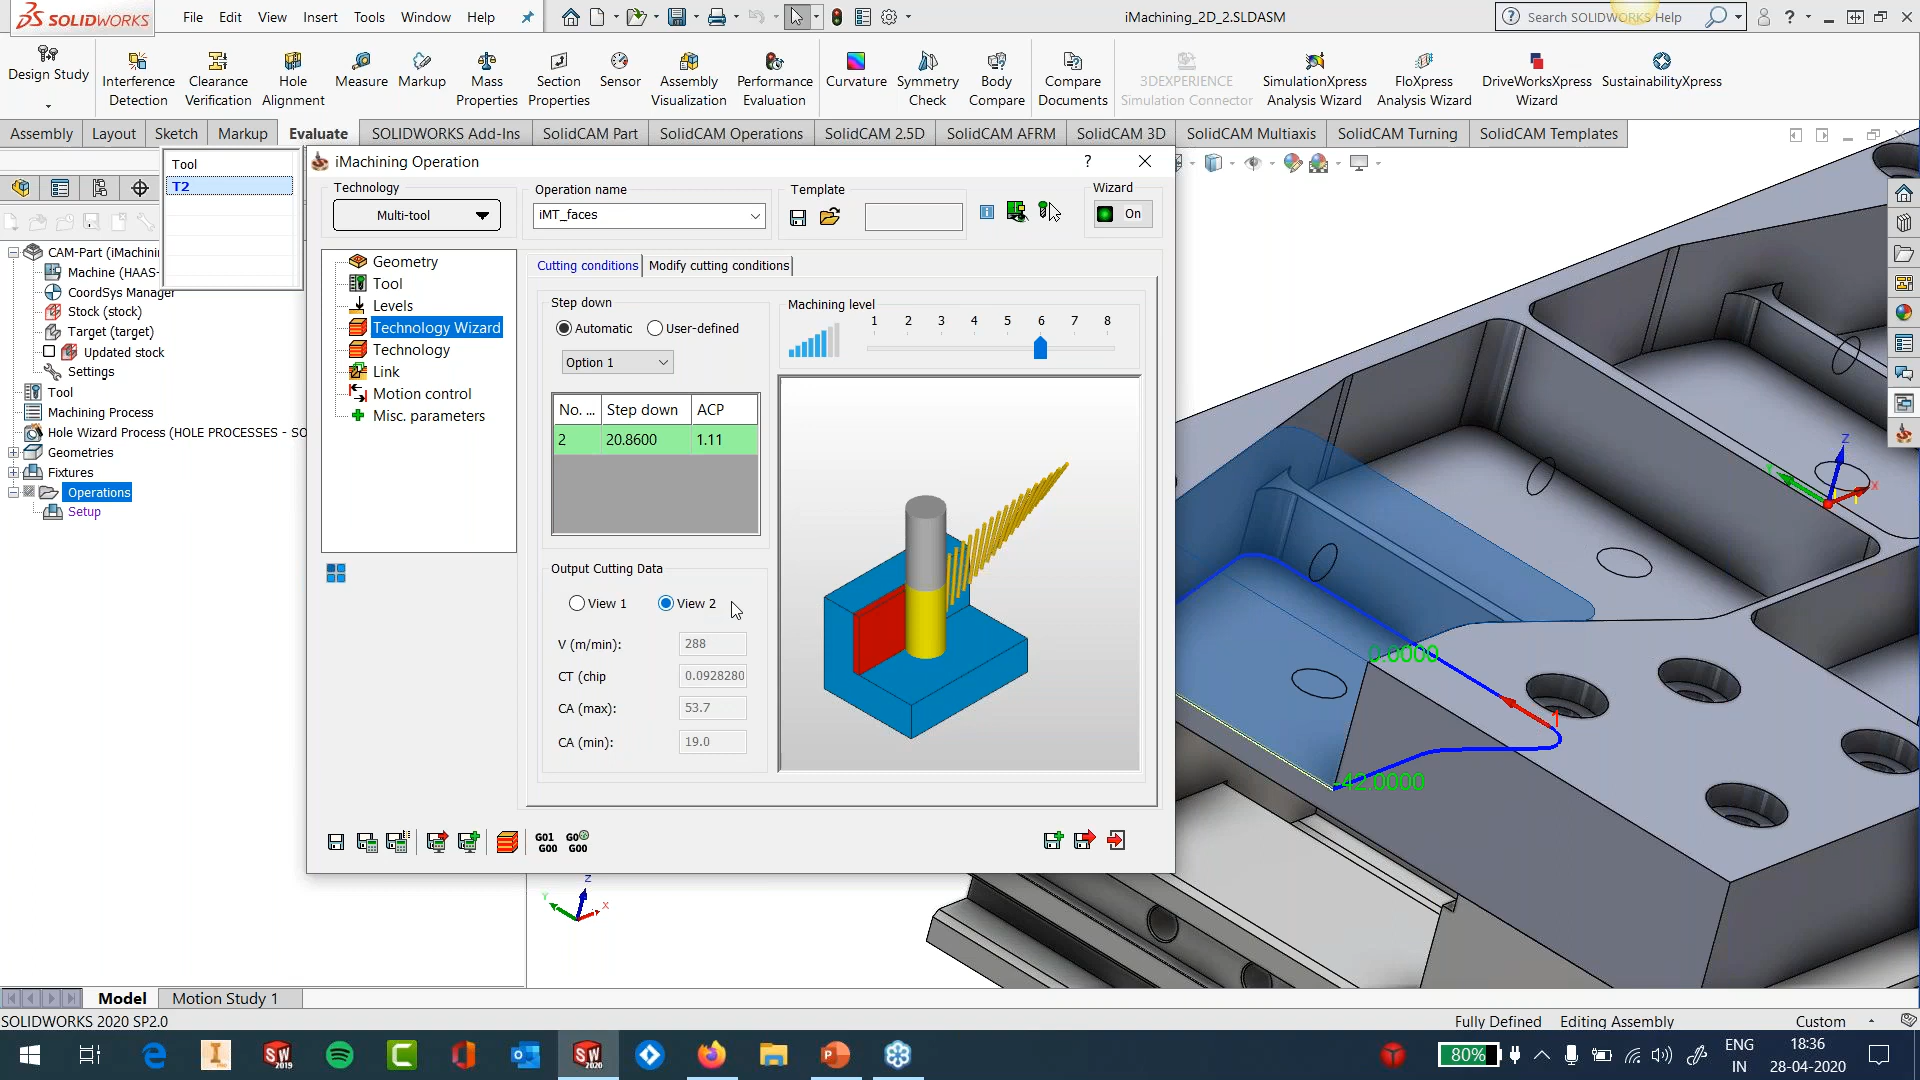 SOLIDWORKS File Edit View Insert Tools Window Help iMachining_2D_2.SLDASM Search SOLIDWORKS Help
Design Study
Interference Detection
Clearance Verification
Hole Alignment
Measure
Markup
Mass Properties
Section Properties
Sensor
Assembly Visualization
Performance Evaluation
Curvature
Symmetry Check
Body Compare
Compare Documents
3DEXPERIENCE Simulation Connector
SimulationXpress Analysis Wizard
FloXpress Analysis Wizard
DriveWorksXpress Wizard
SustainabilityXpress
Assembly Layout Sketch Markup Evaluate SOLIDWORKS Add-Ins SolidCAM Part SolidCAM Operations SolidCAM 2.5D SolidCAM AFRM SolidCAM 3D SolidCAM Multiaxis SolidCAM Turning SolidCAM Templates
Tool
T2
CAM-Part (iMachini
Machine (HAAS-
CoordSys Manager
Stock (stock)
Target (target)
Updated stock
Settings
Tool
Machining Process
Hole Wizard Process (HOLE PROCESSES - SO
Geometries
Fixtures
Operations
Setup
iMachining Operation
?
Technology
Multi-tool
Operation name
iMT_faces
Template
Wizard
On
Geometry
Tool
Levels
Technology Wizard
Technology
Link
Motion control
Misc. parameters
Cutting conditions Modify cutting conditions
Step down
Automatic User-defined
Option 1
No. ... Step down ACP
2 20.8600 1.11
Machining level
1 2 3 4 5 6 7 8
Output Cutting Data
View 1 View 2
V (m/min): 288
CT (chip 0.0928280
CA (max): 53.7
CA (min): 19.0
G01 G00
G0 G00
0.0000
1
-42.0000
Z
Y
X
Z
Y
X
Model Motion Study 1
SOLIDWORKS 2020 SP2.0
Fully Defined Editing Assembly Custom
SW 2019
SW 2020
80%
ENG
IN
18:36
28-04-2020